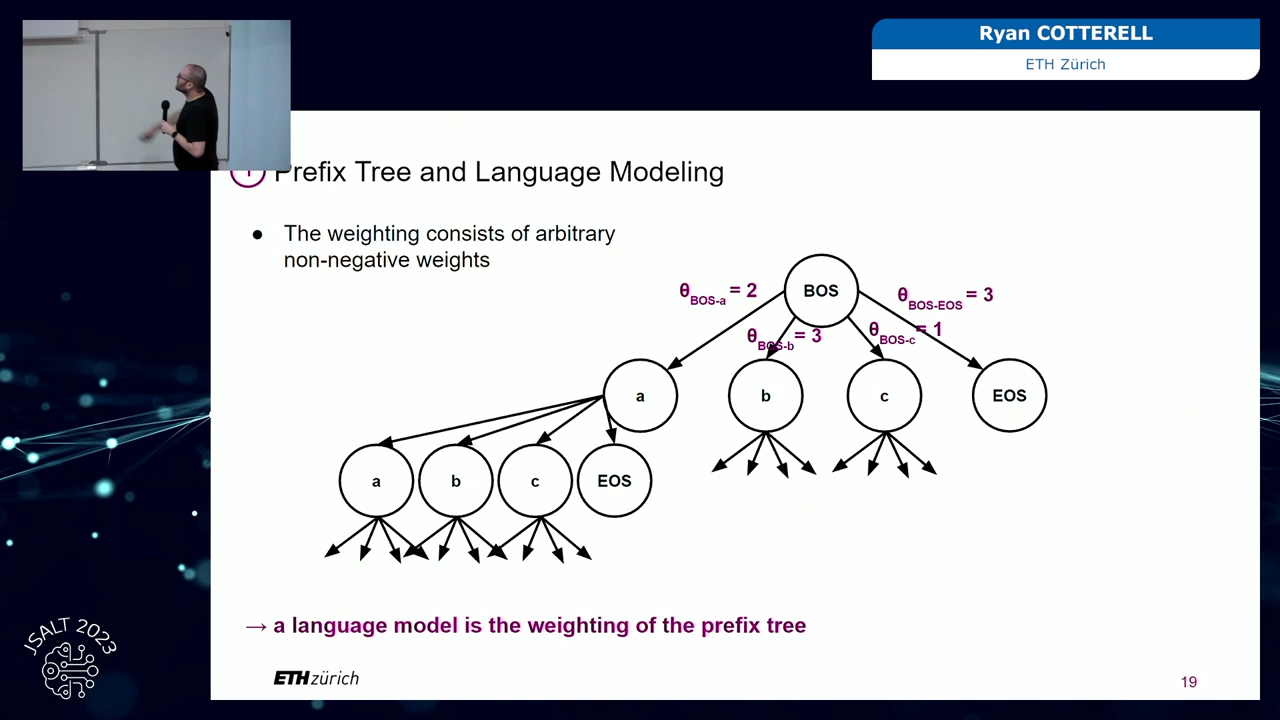 Ryan COTTERELL
ETH Zürich
Prefix Tree and Language Modeling
● The weighting consists of arbitrary
non-negative weights
BOS
θBOS-a = 2
θBOS-EOS = 3
θBOS-b = 3
θBOS-c = 1
a
b
c
EOS
a
b
c
EOS
→ a language model is the weighting of the prefix tree
JSALT 2023
ETH zürich
19